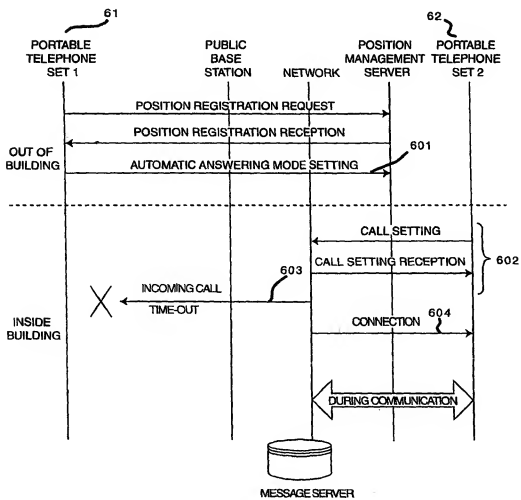 61
62
PORTABLE
TELEPHONE
SET 1
PUBLIC
BASE
STATION
NETWORK
POSITION
MANAGEMENT
SERVER
PORTABLE
TELEPHONE
SET 2
POSITION REGISTRATION REQUEST
POSITION REGISTRATION RECEPTION
OUT OF
BUILDING
AUTOMATIC ANSWERING MODE SETTING
601
CALL SETTING
CALL SETTING RECEPTION
602
603
INCOMING CALL
TIME-OUT
INSIDE
BUILDING
CONNECTION
604
DURING COMMUNICATION
MESSAGE SERVER